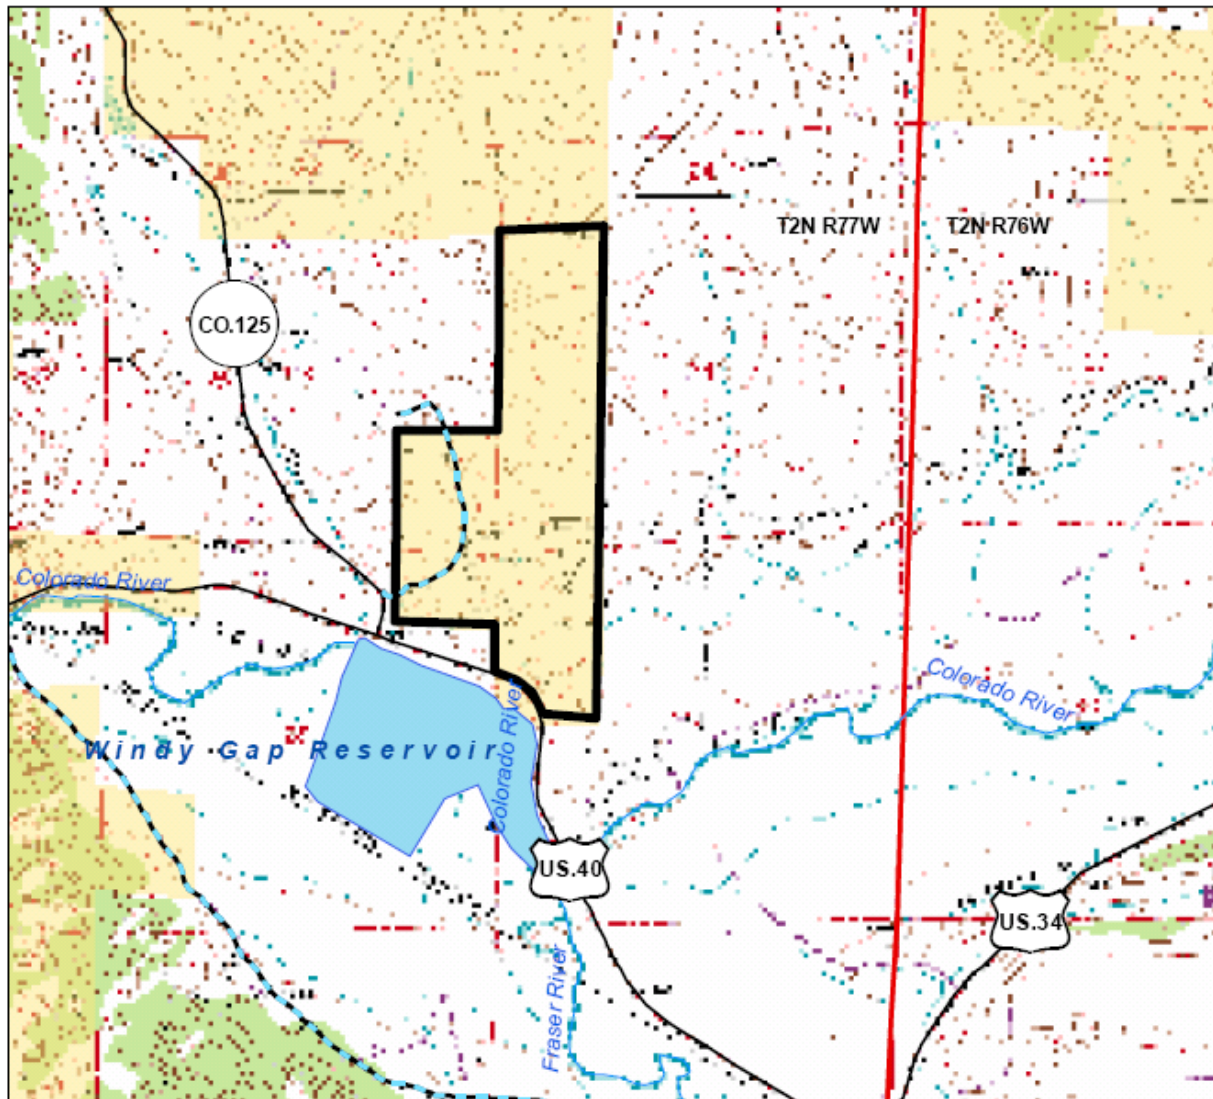 T2N R77W
T2N R76W
CO.125
Colorado River
Colorado River
Colorado River
Windy Gap Reservoir
US.40
US.34
Fraser River